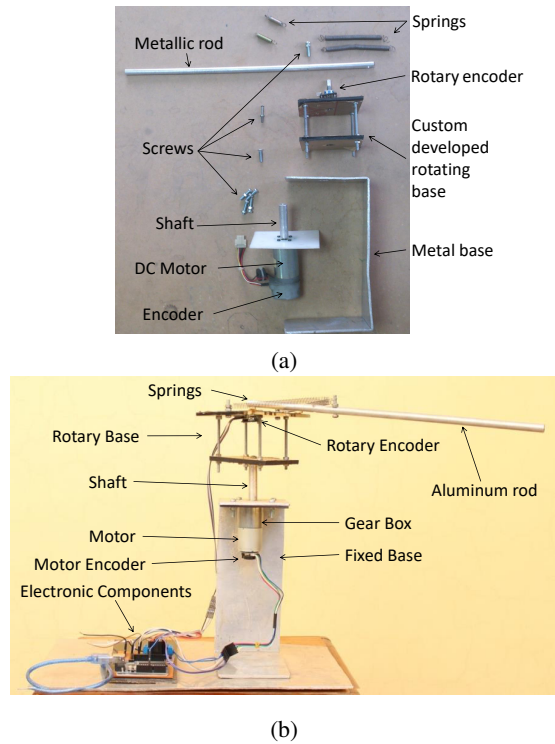 Springs
Metallic rod
Rotary encoder
Custom
developed
rotating
base
Screws
Shaft
Metal base
DC Motor
Encoder
(a)
Springs
Rotary Base
Rotary Encoder
Shaft
Aluminum rod
Gear Box
Motor
Fixed Base
Motor Encoder
Electronic Components
(b)